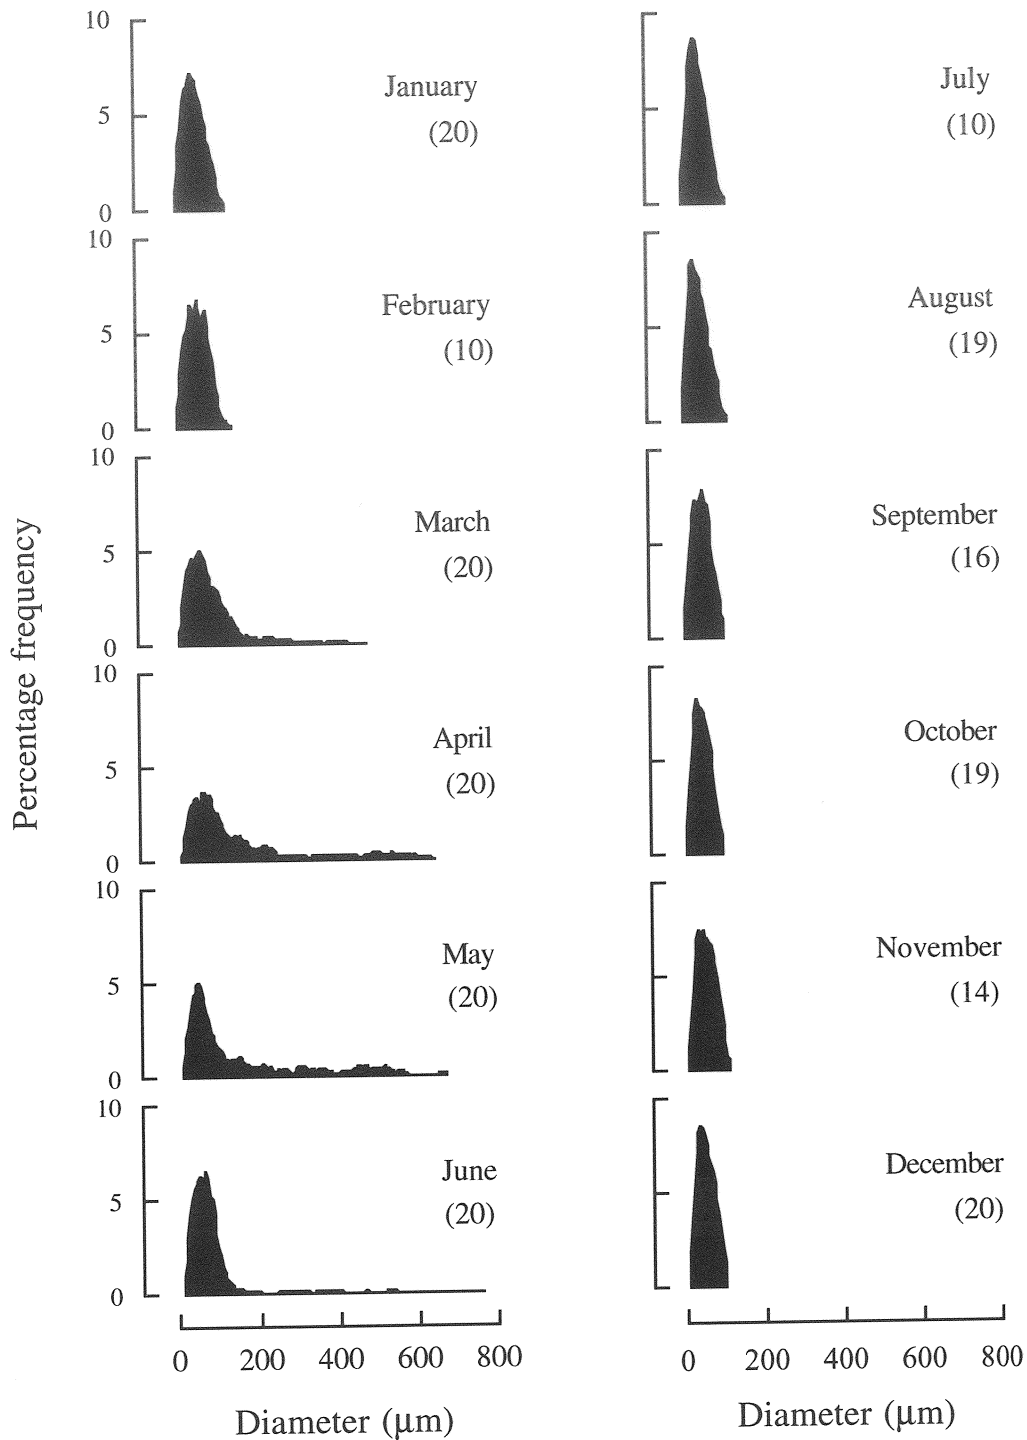 Percentage frequency
10
5
0
January
(20)
10
5
0
February
(10)
10
5
0
March
(20)
10
5
0
April
(20)
10
5
0
May
(20)
10
5
0
June
(20)
0 200 400 600 800
Diameter (μm)
July
(10)
August
(19)
September
(16)
October
(19)
November
(14)
December
(20)
0 200 400 600 800
Diameter (μm)